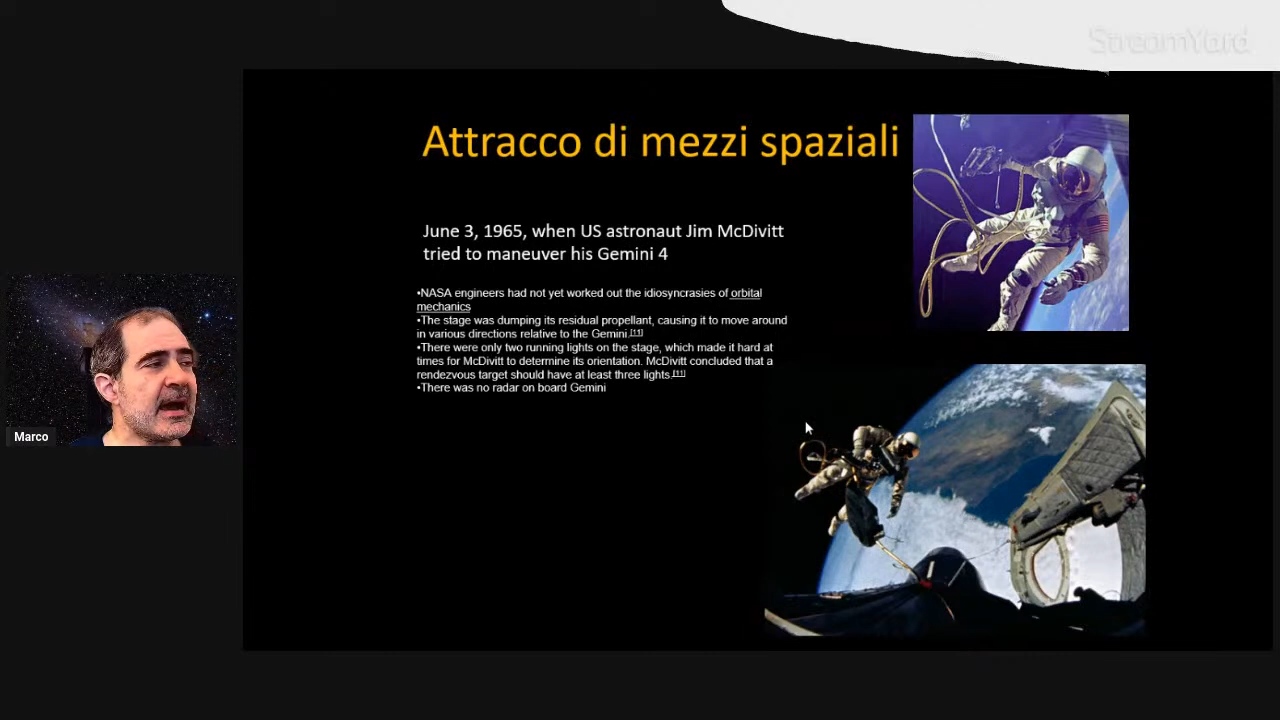 StreamYard
Attracco di mezzi spaziali
June 3, 1965, when US astronaut Jim McDivitt
tried to maneuver his Gemini 4
•NASA engineers had not yet worked out the idiosyncrasies of orbital
mechanics
•The stage was dumping its residual propellant, causing it to move around
in various directions relative to the Gemini.[11]
•There were only two running lights on the stage, which made it hard at
times for McDivitt to determine its orientation. McDivitt concluded that a
rendezvous target should have at least three lights.[11]
•There was no radar on board Gemini
Marco